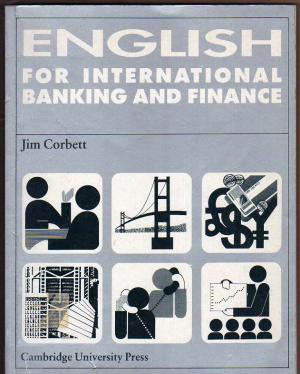 ENGLISH
FOR INTERNATIONAL
BANKING AND FINANCE
Jim Corbett
Cambridge University Press